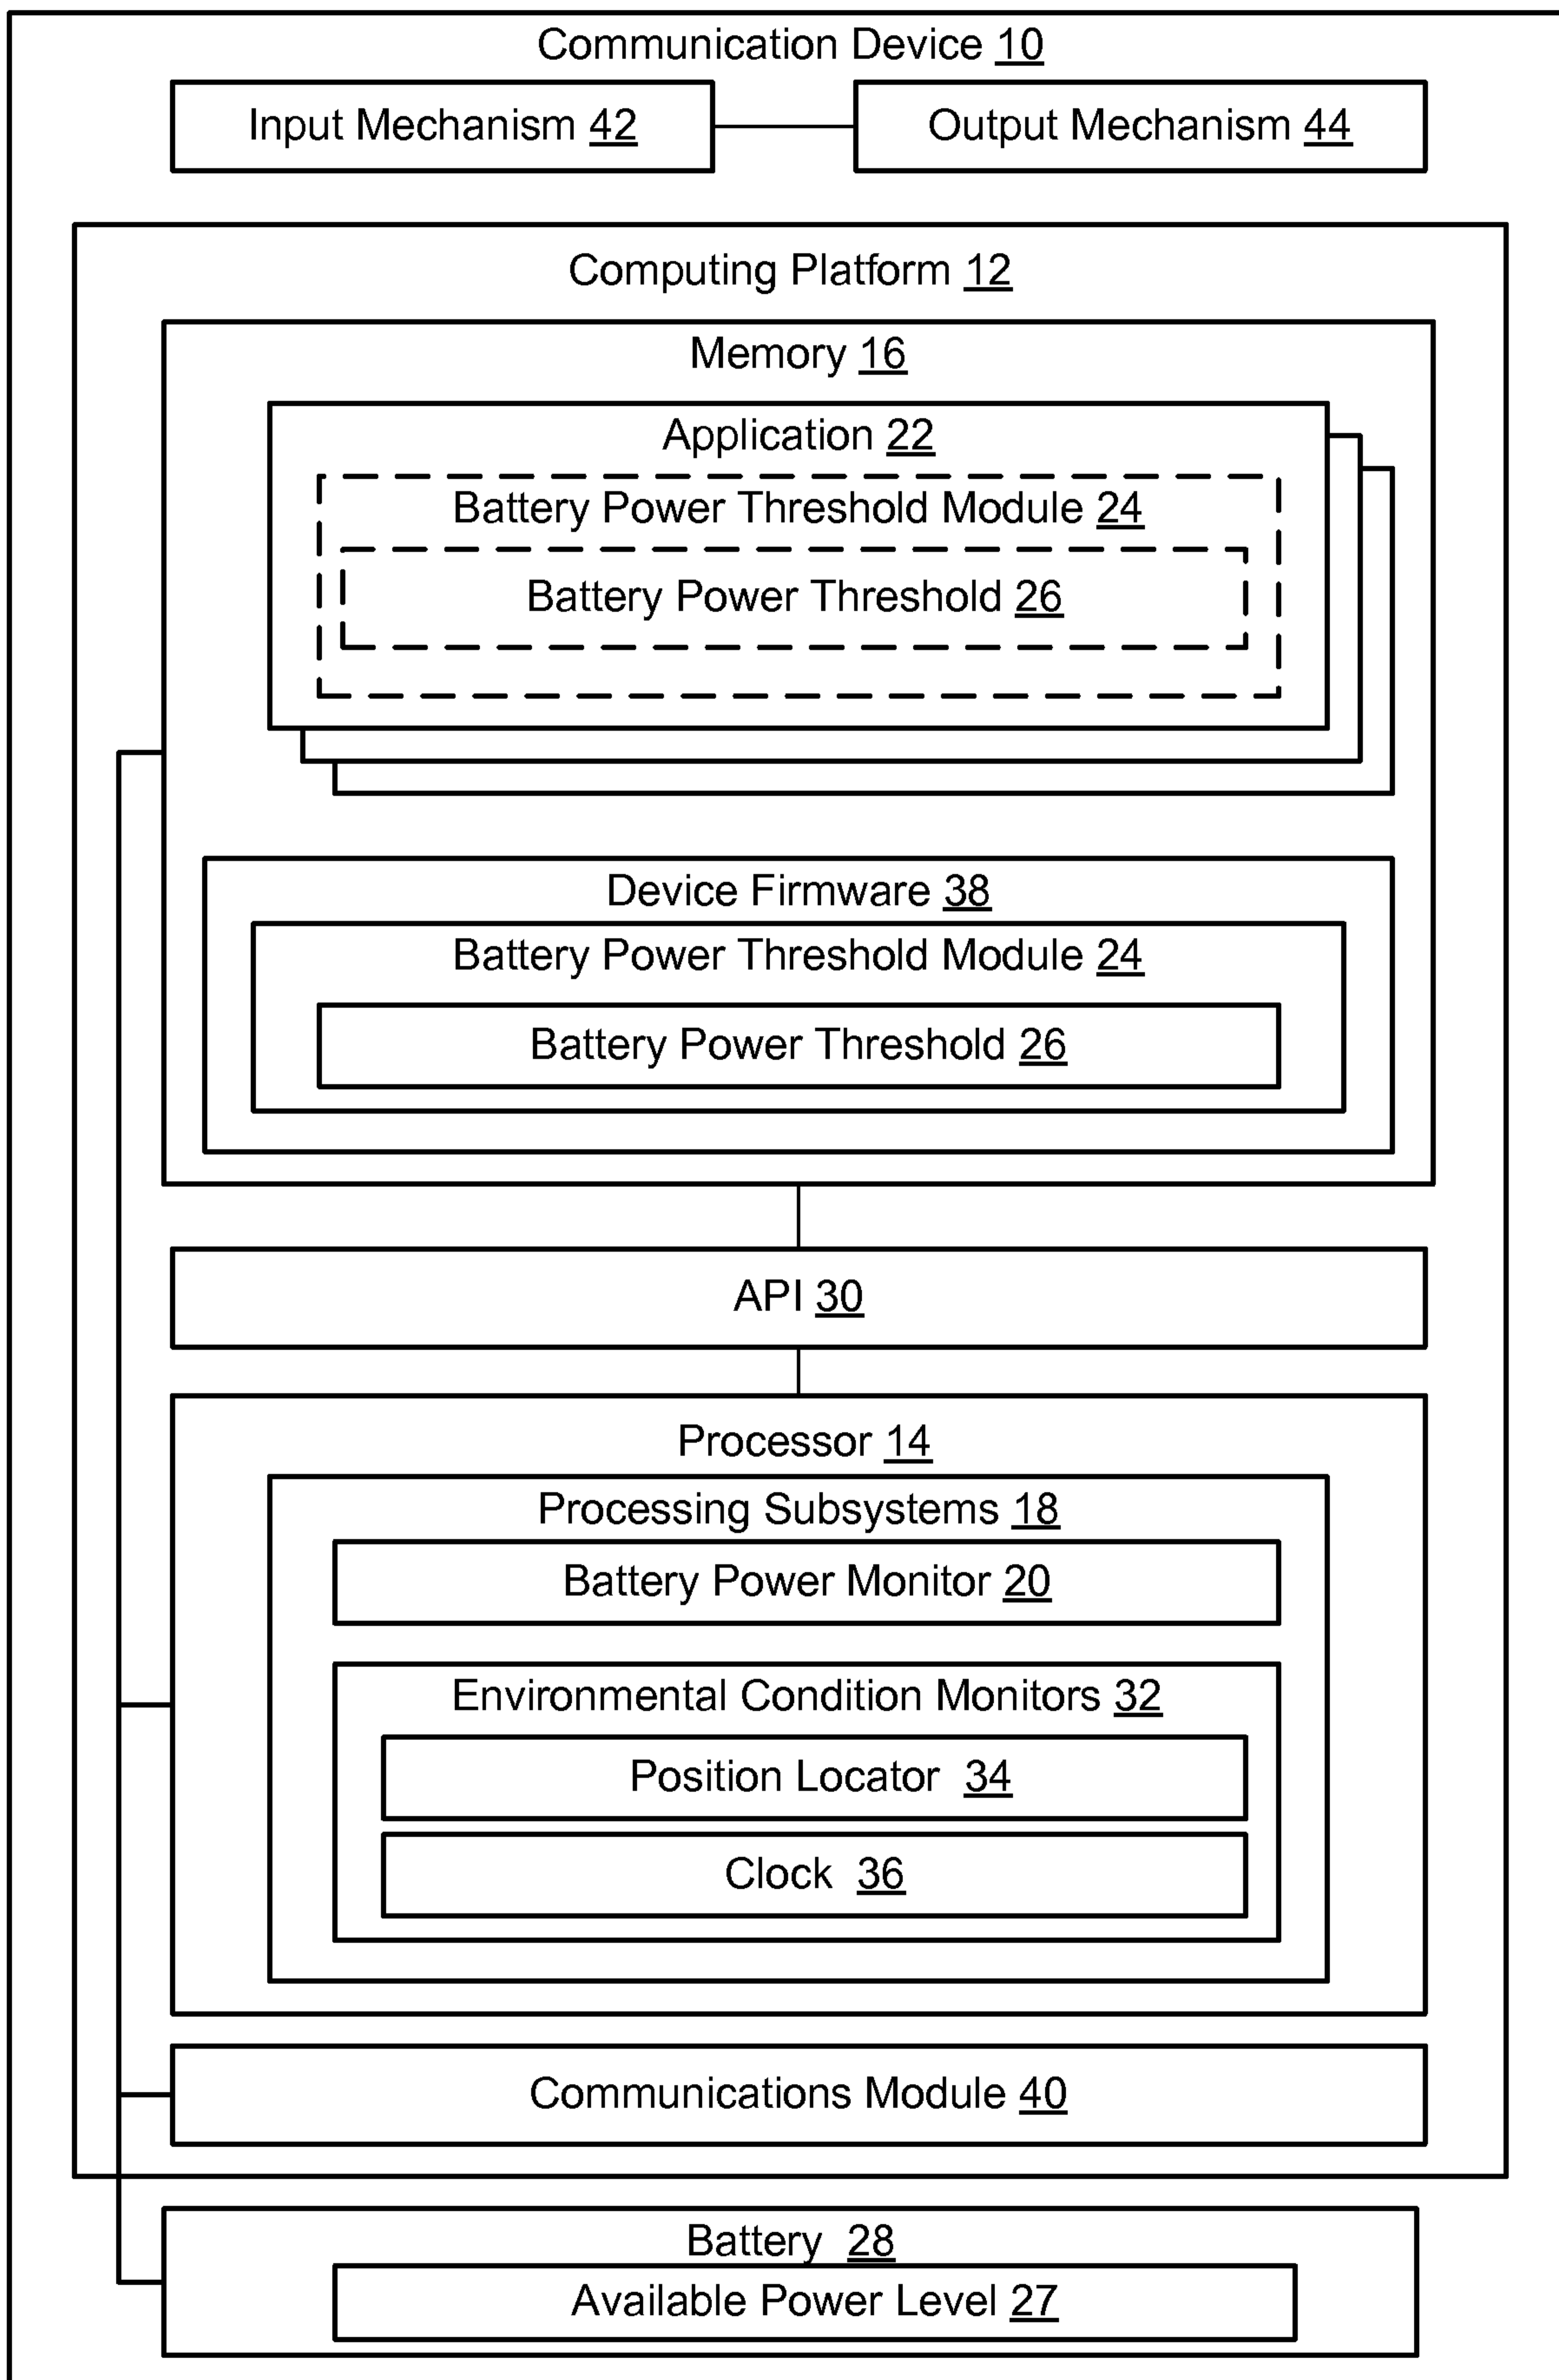 Communication Device 10
Input Mechanism 42
Output Mechanism 44
Computing Platform 12
Memory 16
Application 22
Battery Power Threshold Module 24
Battery Power Threshold 26
Device Firmware 38
Battery Power Threshold Module 24
Battery Power Threshold 26
API 30
Processor 14
Processing Subsystems 18
Battery Power Monitor 20
Environmental Condition Monitors 32
Position Locator 34
Clock 36
Communications Module 40
Battery 28
Available Power Level 27